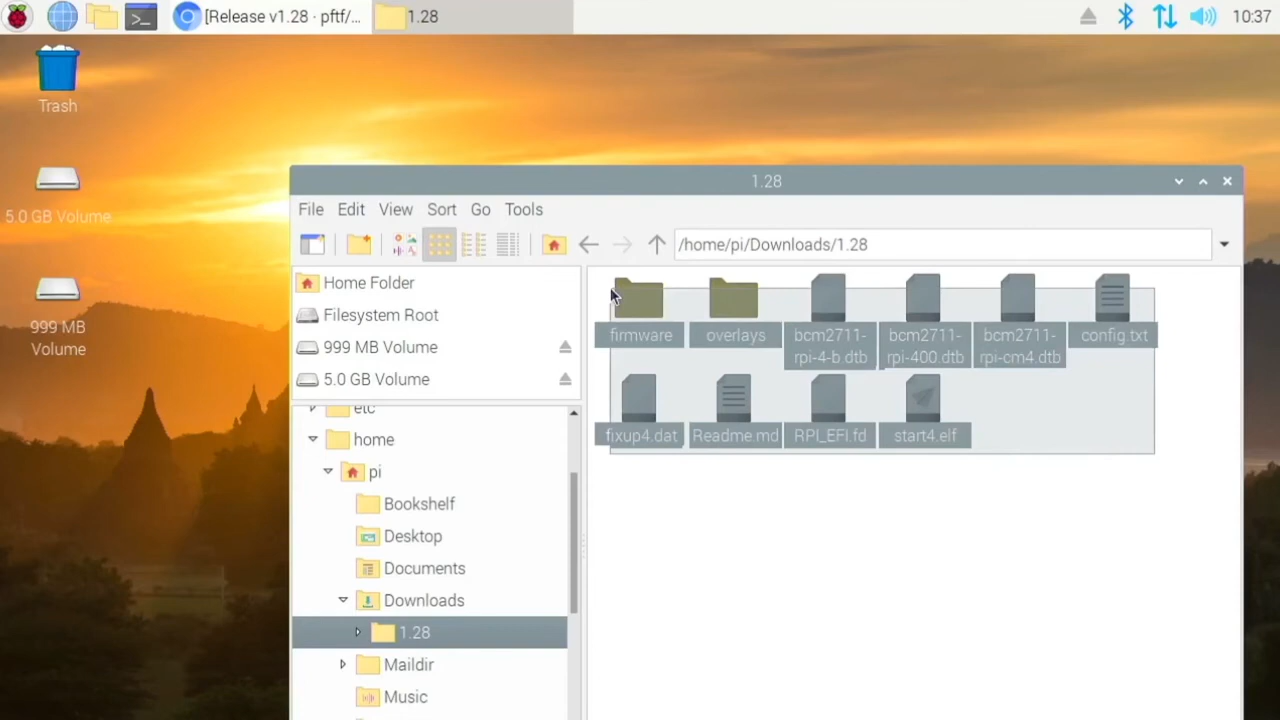 [Release v1.28 · pftf/...
1.28
10:37
Trash
5.0 GB Volume
999 MB
Volume
1.28
File Edit View Sort Go Tools
/home/pi/Downloads/1.28
Home Folder
Filesystem Root
999 MB Volume
5.0 GB Volume
etc
home
pi
Bookshelf
Desktop
Documents
Downloads
1.28
Maildir
Music
firmware
overlays
bcm2711-
rpi-4-b.dtb
bcm2711-
rpi-400.dtb
bcm2711-
rpi-cm4.dtb
config.txt
fixup4.dat
Readme.md
RPI_EFI.fd
start4.elf